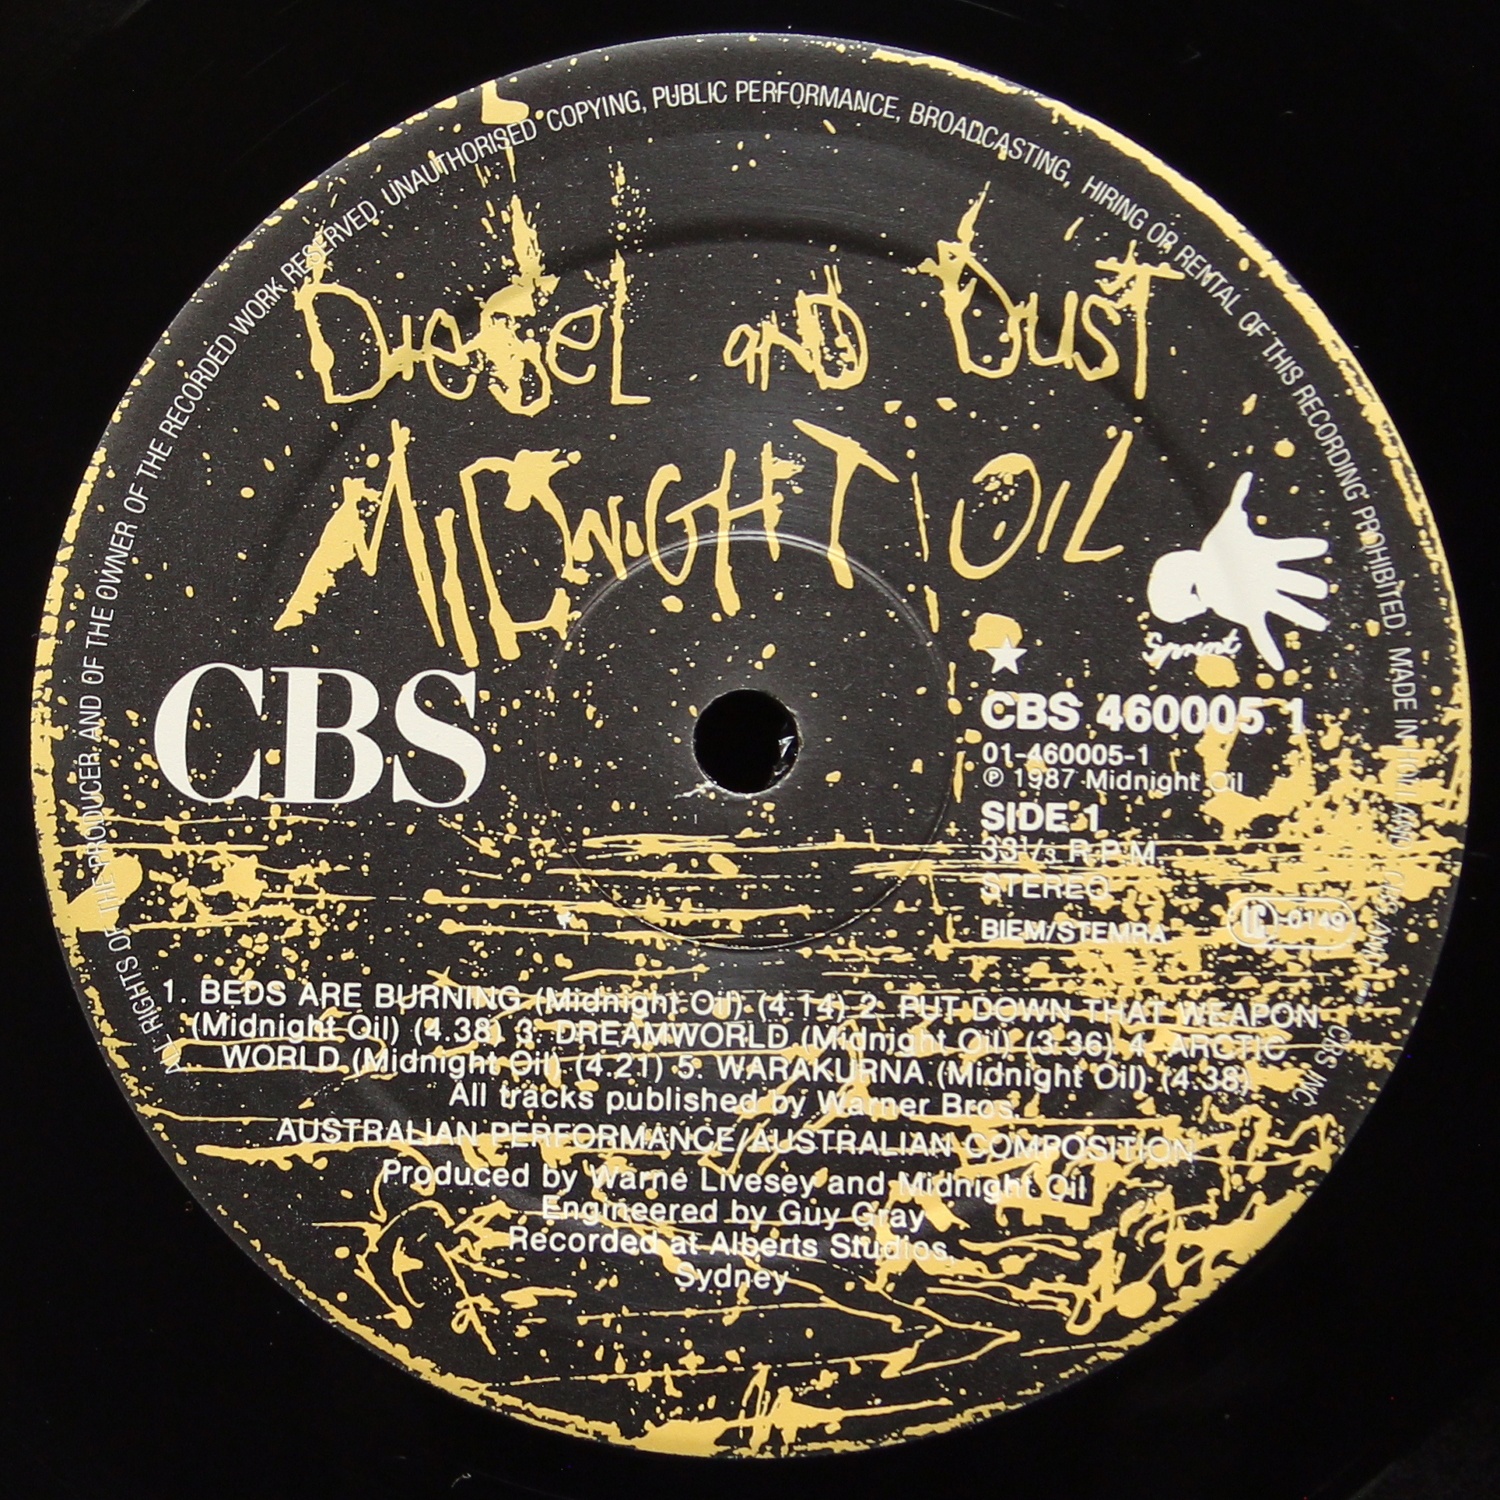 ALL RIGHTS OF THE PRODUCER AND OF THE OWNER OF THE RECORDED WORK RESERVED. UNAUTHORISED COPYING, PUBLIC PERFORMANCE, BROADCASTING, HIRING OR RENTAL OF THIS RECORDING PROHIBITED. MADE IN HOLLAND. CBS AND CBS INC
DIESEL AND DUST
MIDNIGHT OIL
Sprint
CBS
CBS 460005 1
01-460005-1
℗ 1987 Midnight Oil
SIDE 1
33⅓ R.P.M.
STEREO
BIEM/STEMRA
LC 0149
1. BEDS ARE BURNING (Midnight Oil) (4.14) 2. PUT DOWN THAT WEAPON
(Midnight Oil) (4.38) 3. DREAMWORLD (Midnight Oil) (3.36) 4. ARCTIC
WORLD (Midnight Oil) (4.21) 5. WARAKURNA (Midnight Oil) (4.38)
All tracks published by Warner Bros.
AUSTRALIAN PERFORMANCE/AUSTRALIAN COMPOSITION
Produced by Warne Livesey and Midnight Oil
Engineered by Guy Gray
Recorded at Alberts Studios,
Sydney